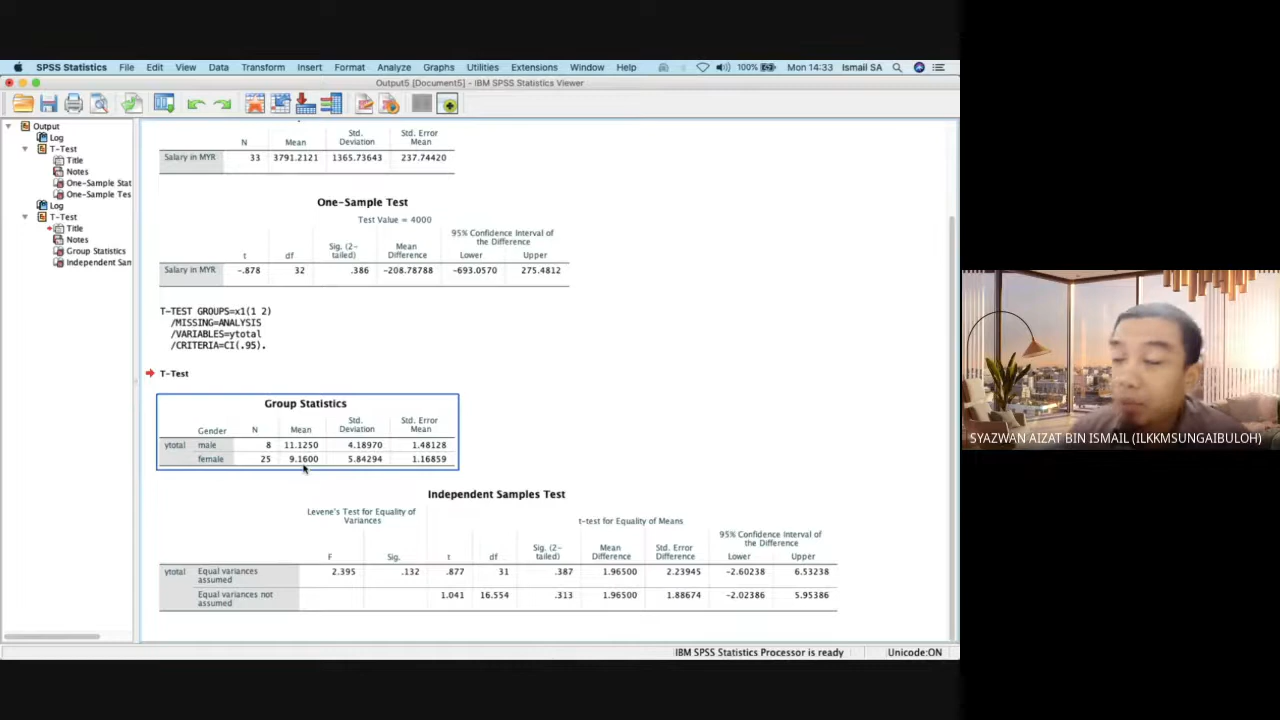 SPSS Statistics File Edit View Data Transform Insert Format Analyze Graphs Utilities Extensions Window Help 100% Mon 14:33 Ismail SA
Output5 [Document5] - IBM SPSS Statistics Viewer
Output
Log
T-Test
Title
Notes
One-Sample Stat
One-Sample Tes
Log
T-Test
Title
Notes
Group Statistics
Independent San
N Mean Std. Deviation Std. Error Mean
Salary in MYR 33 3791.2121 1365.73643 237.74420
One-Sample Test
Test Value = 4000
95% Confidence Interval of the Difference
t df Sig. (2-tailed) Mean Difference Lower Upper
Salary in MYR -.878 32 .386 -208.78788 -693.0570 275.4812
T-TEST GROUPS=x1(1 2)
/MISSING=ANALYSIS
/VARIABLES=ytotal
/CRITERIA=CI(.95).
T-Test
Group Statistics
Gender N Mean Std. Deviation Std. Error Mean
ytotal male 8 11.1250 4.18970 1.48128
female 25 9.1600 5.84294 1.16859
Independent Samples Test
Levene's Test for Equality of Variances
t-test for Equality of Means
95% Confidence Interval of the Difference
F Sig. t df Sig. (2-tailed) Mean Difference Std. Error Difference Lower Upper
ytotal Equal variances assumed 2.395 .132 .877 31 .387 1.96500 2.23945 -2.60238 6.53238
Equal variances not assumed 1.041 16.554 .313 1.96500 1.88674 -2.02386 5.95386
IBM SPSS Statistics Processor is ready Unicode:ON
SYAZWAN AIZAT BIN ISMAIL (ILKKMSUNGAIBULOH)